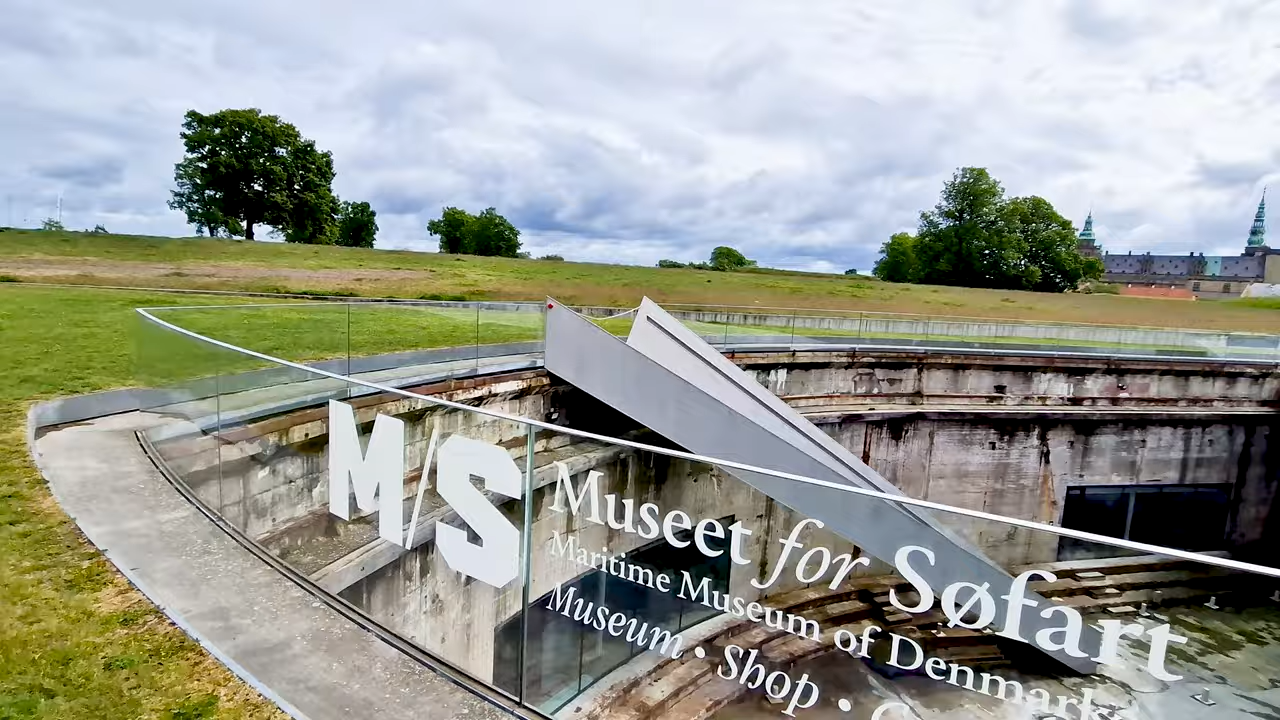 M/S
Museet for Søfart
Maritime Museum of Denmark
Museum · Shop ·